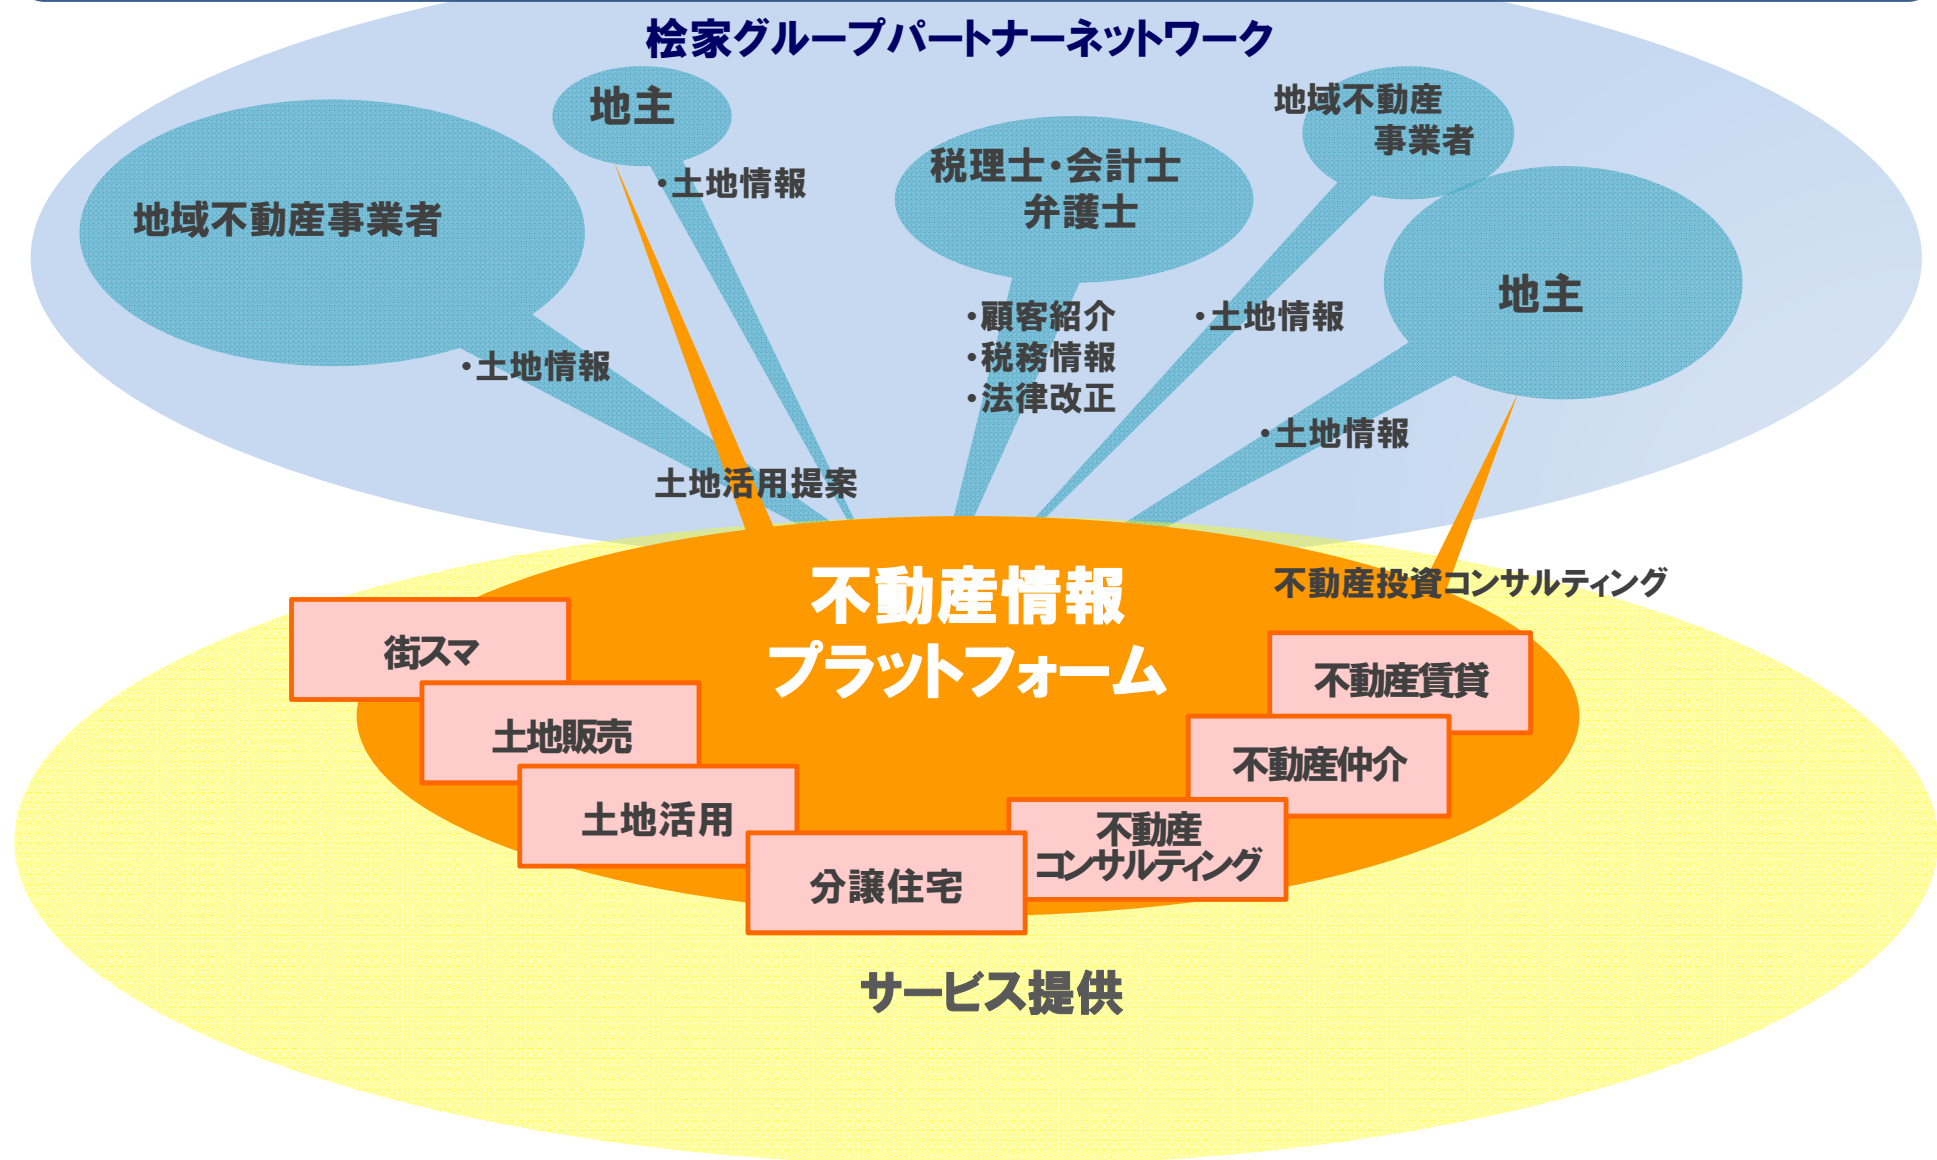 桧家グループパートナーネットワーク
地主
地域不動産
事業者
税理士・会計士
弁護士
・土地情報
地域不動産事業者
地主
・顧客紹介
・税務情報
・法律改正
・土地情報
・土地情報
・土地情報
土地活用提案
不動産情報
プラットフォーム
不動産投資コンサルティング
街スマ
土地販売
土地活用
分譲住宅
不動産
コンサルティング
不動産仲介
不動産賃貸
サービス提供